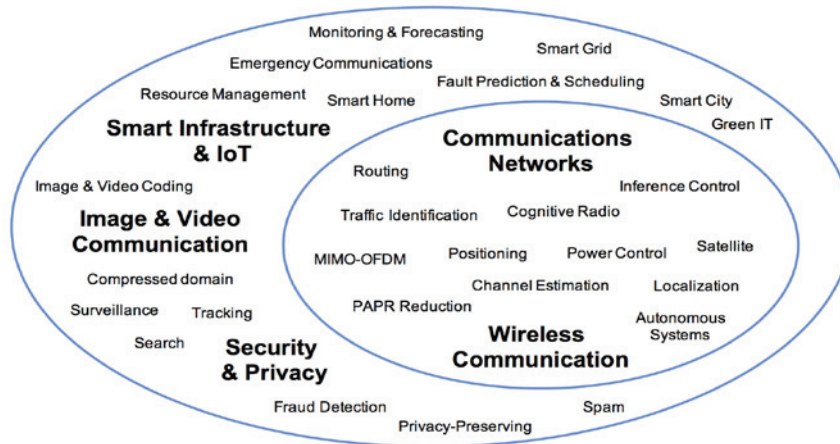 Monitoring & Forecasting
Smart Grid
Emergency Communications
Fault Prediction & Scheduling
Resource Management
Smart Home
Smart City
Green IT
Smart Infrastructure
& IoT
Communications
Networks
Routing
Image & Video Coding
Inference Control
Image & Video
Communication
Traffic Identification
Cognitive Radio
MIMO-OFDM
Positioning
Power Control
Satellite
Compressed domain
Channel Estimation
Localization
Surveillance
Tracking
PAPR Reduction
Autonomous
Systems
Search
Security
& Privacy
Wireless
Communication
Fraud Detection
Spam
Privacy-Preserving